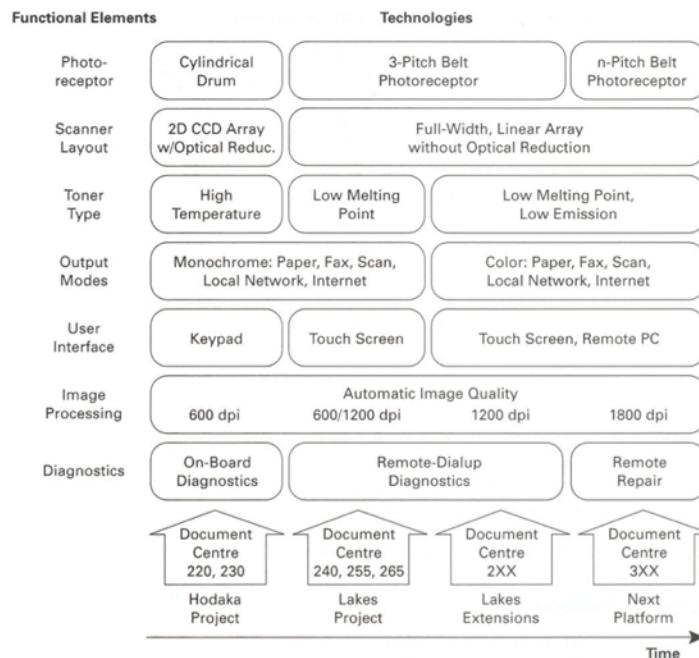 Functional Elements
Technologies
Photo-
receptor
Cylindrical
Drum
3-Pitch Belt
Photoreceptor
n-Pitch Belt
Photoreceptor
Scanner
Layout
2D CCD Array
w/Optical Reduc.
Full-Width, Linear Array
without Optical Reduction
Toner
Type
High
Temperature
Low Melting
Point
Low Melting Point,
Low Emission
Output
Modes
Monochrome: Paper, Fax, Scan,
Local Network, Internet
Color: Paper, Fax, Scan,
Local Network, Internet
User
Interface
Keypad
Touch Screen
Touch Screen, Remote PC
Image
Processing
Automatic Image Quality
600 dpi
600/1200 dpi
1200 dpi
1800 dpi
Diagnostics
On-Board
Diagnostics
Remote-Dialup
Diagnostics
Remote
Repair
Document
Centre
220, 230
Document
Centre
240, 255, 265
Document
Centre
2XX
Document
Centre
3XX
Hodaka
Project
Lakes
Project
Lakes
Extensions
Next
Platform
Time